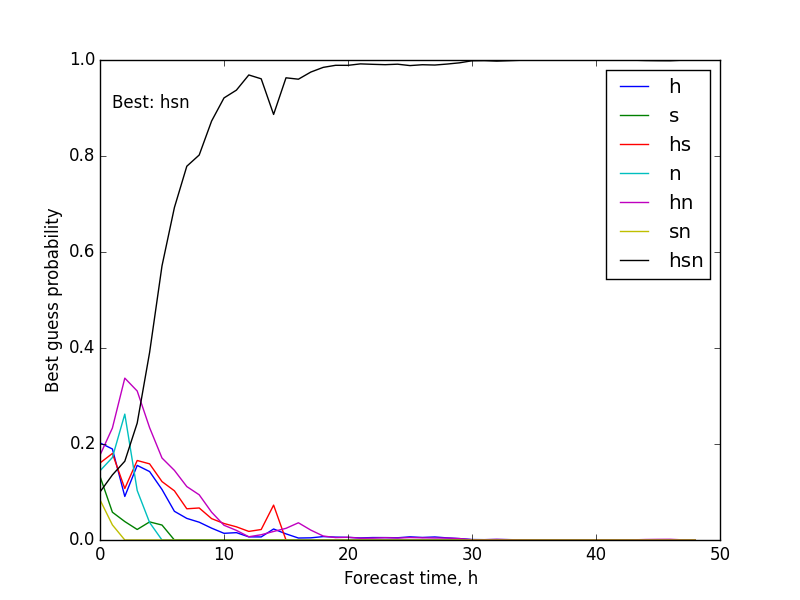 1.0
0.8
0.6
0.4
0.2
0.0
Best guess probability
Best: hsn
h
s
hs
n
hn
sn
hsn
0 10 20 30 40 50
Forecast time, h